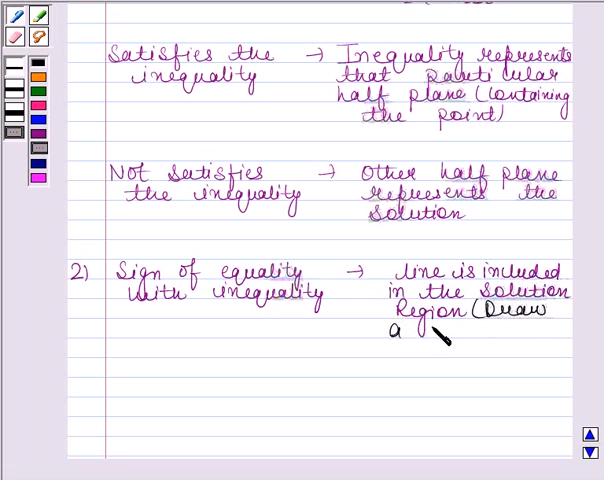 Satisfies the → Inequality represents
inequality that particular
half plane (containing
the point)
Not satisfies → Other half plane
the inequality represents the
solution
2) Sign of equality → line is included
with inequality in the solution
Region (Draw
a